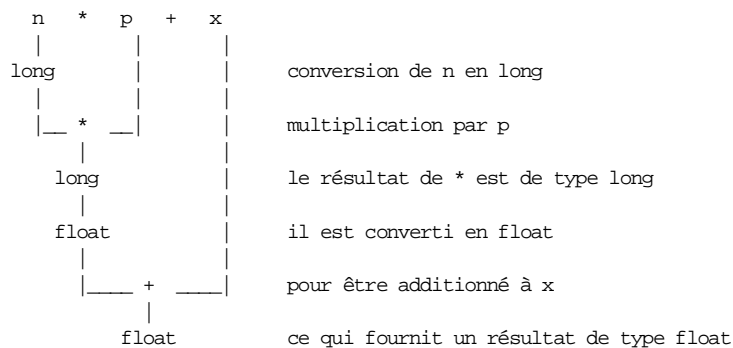 n * p + x
long conversion de n en long
* multiplication par p
long le résultat de * est de type long
float il est converti en float
+ pour être additionné à x
float ce qui fournit un résultat de type float